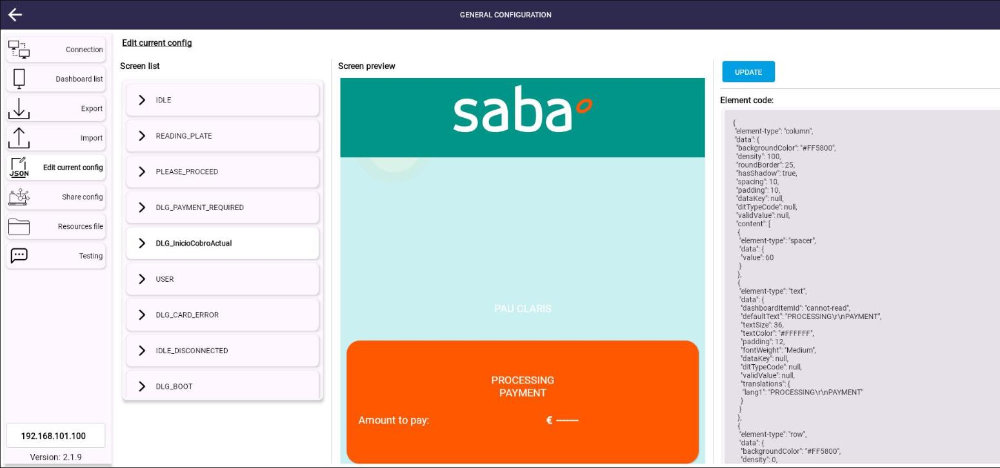 GENERAL CONFIGURATION
Connection
Dashboard list
Export
Import
JSON
Edit current config
Share config
Resources file
Testing
192.168.101.100
Version: 2.1.9
Edit current config
Screen list
IDLE
READING_PLATE
PLEASE_PROCEED
DLG_PAYMENT_REQUIRED
DLG_InicioCobroActual
USER
DLG_CARD_ERROR
IDLE_DISCONNECTED
DLG_BOOT
Screen preview
saba
PAU CLARIS
PROCESSING
PAYMENT
Amount to pay: € -------
UPDATE
Element code:
{
"element-type": "column",
"data": {
"backgroundColor": "#FF5800",
"density": 100,
"roundBorder": 25,
"hasShadow": true,
"spacing": 10,
"padding": 10,
"dataKey": null,
"ditTypeCode": null,
"validValue": null,
"content": [
{
"element-type": "spacer",
"data": {
"value": 60
}
},
{
"element-type": "text",
"data": {
"dashboardItemId": "cannot-read",
"defaultText": "PROCESSING\r\nPAYMENT",
"textSize": 36,
"textColor": "#FFFFFF",
"padding": 12,
"fontWeight": "Medium",
"dataKey": null,
"ditTypeCode": null,
"validValue": null,
"translations": {
"lang1": "PROCESSING\r\nPAYMENT"
}
}
},
{
"element-type": "row",
"data": {
"backgroundColor": "#FF5800",
"density": 0,